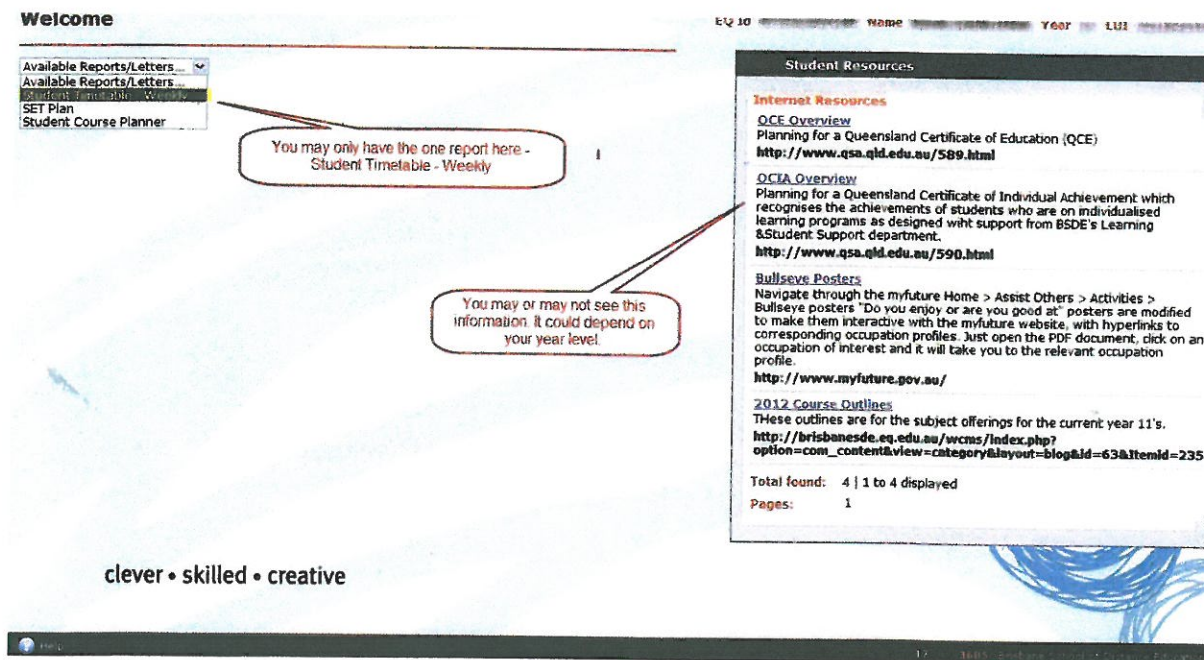 Welcome
EQ Id Name Year LUI
Available Reports/Letters...
Available Reports/Letters...
Student Timetable - Weekly
SET Plan
Student Course Planner
You may only have the one report here -
Student Timetable - Weekly
Student Resources
Internet Resources
QCE Overview
Planning for a Queensland Certificate of Education (QCE)
http://www.qsa.qld.edu.au/589.html
QCIA Overview
Planning for a Queensland Certificate of Individual Achievement which
recognises the achievements of students who are on individualised
learning programs as designed wiht support from BSDE's Learning
&Student Support department.
http://www.qsa.qld.edu.au/590.html
You may or may not see this
information. It could depend on
your year level.
Bullseye Posters
Navigate through the myfuture Home > Assist Others > Activities >
Bullseye posters "Do you enjoy or are you good at" posters are modified
to make them interactive with the myfuture website, with hyperlinks to
corresponding occupation profiles. Just open the PDF document, click on an
occupation of interest and it will take you to the relevant occupation
profile.
http://www.myfuture.gov.au/
2012 Course Outlines
THese outlines are for the subject offerings for the current year 11's.
http://brisbanesde.eq.edu.au/wcms/index.php?
option=com_content&view=category&layout=blog&id=63&Itemid=235
Total found: 4 | 1 to 4 displayed
Pages: 1
clever • skilled • creative
Help